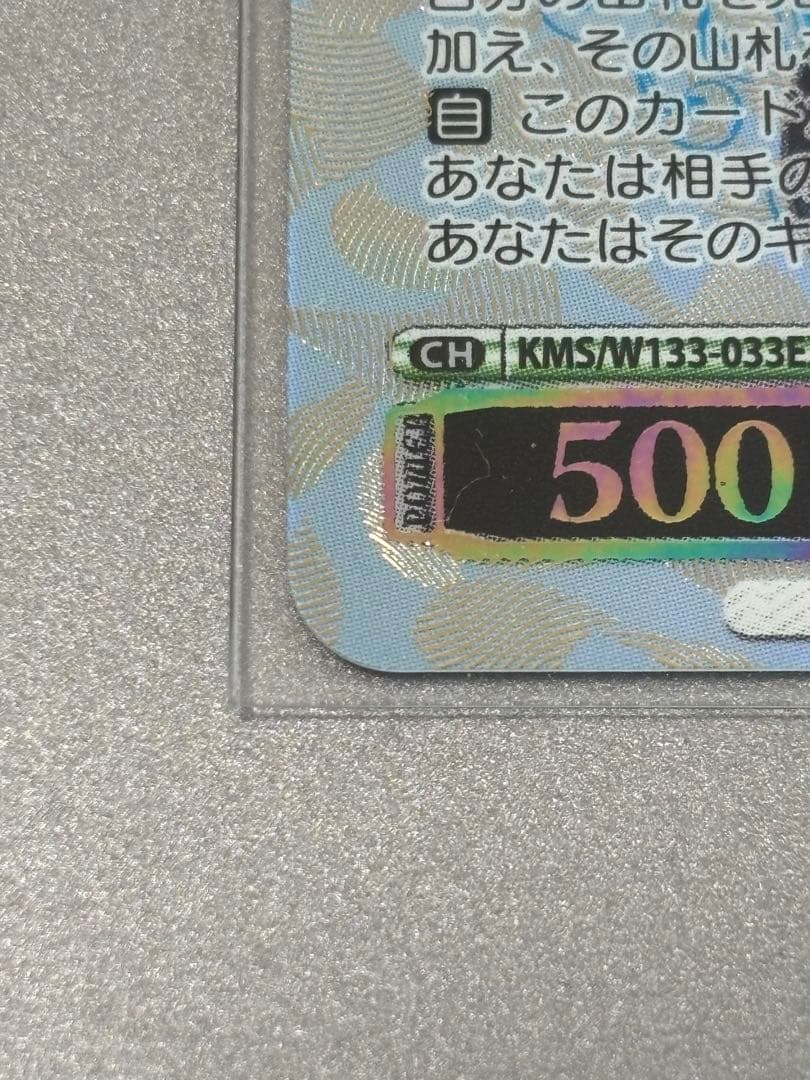 加え、その山札
自 このカード
あなたは相手の
あなたはそのキ
CH KMS/W133-033E
500